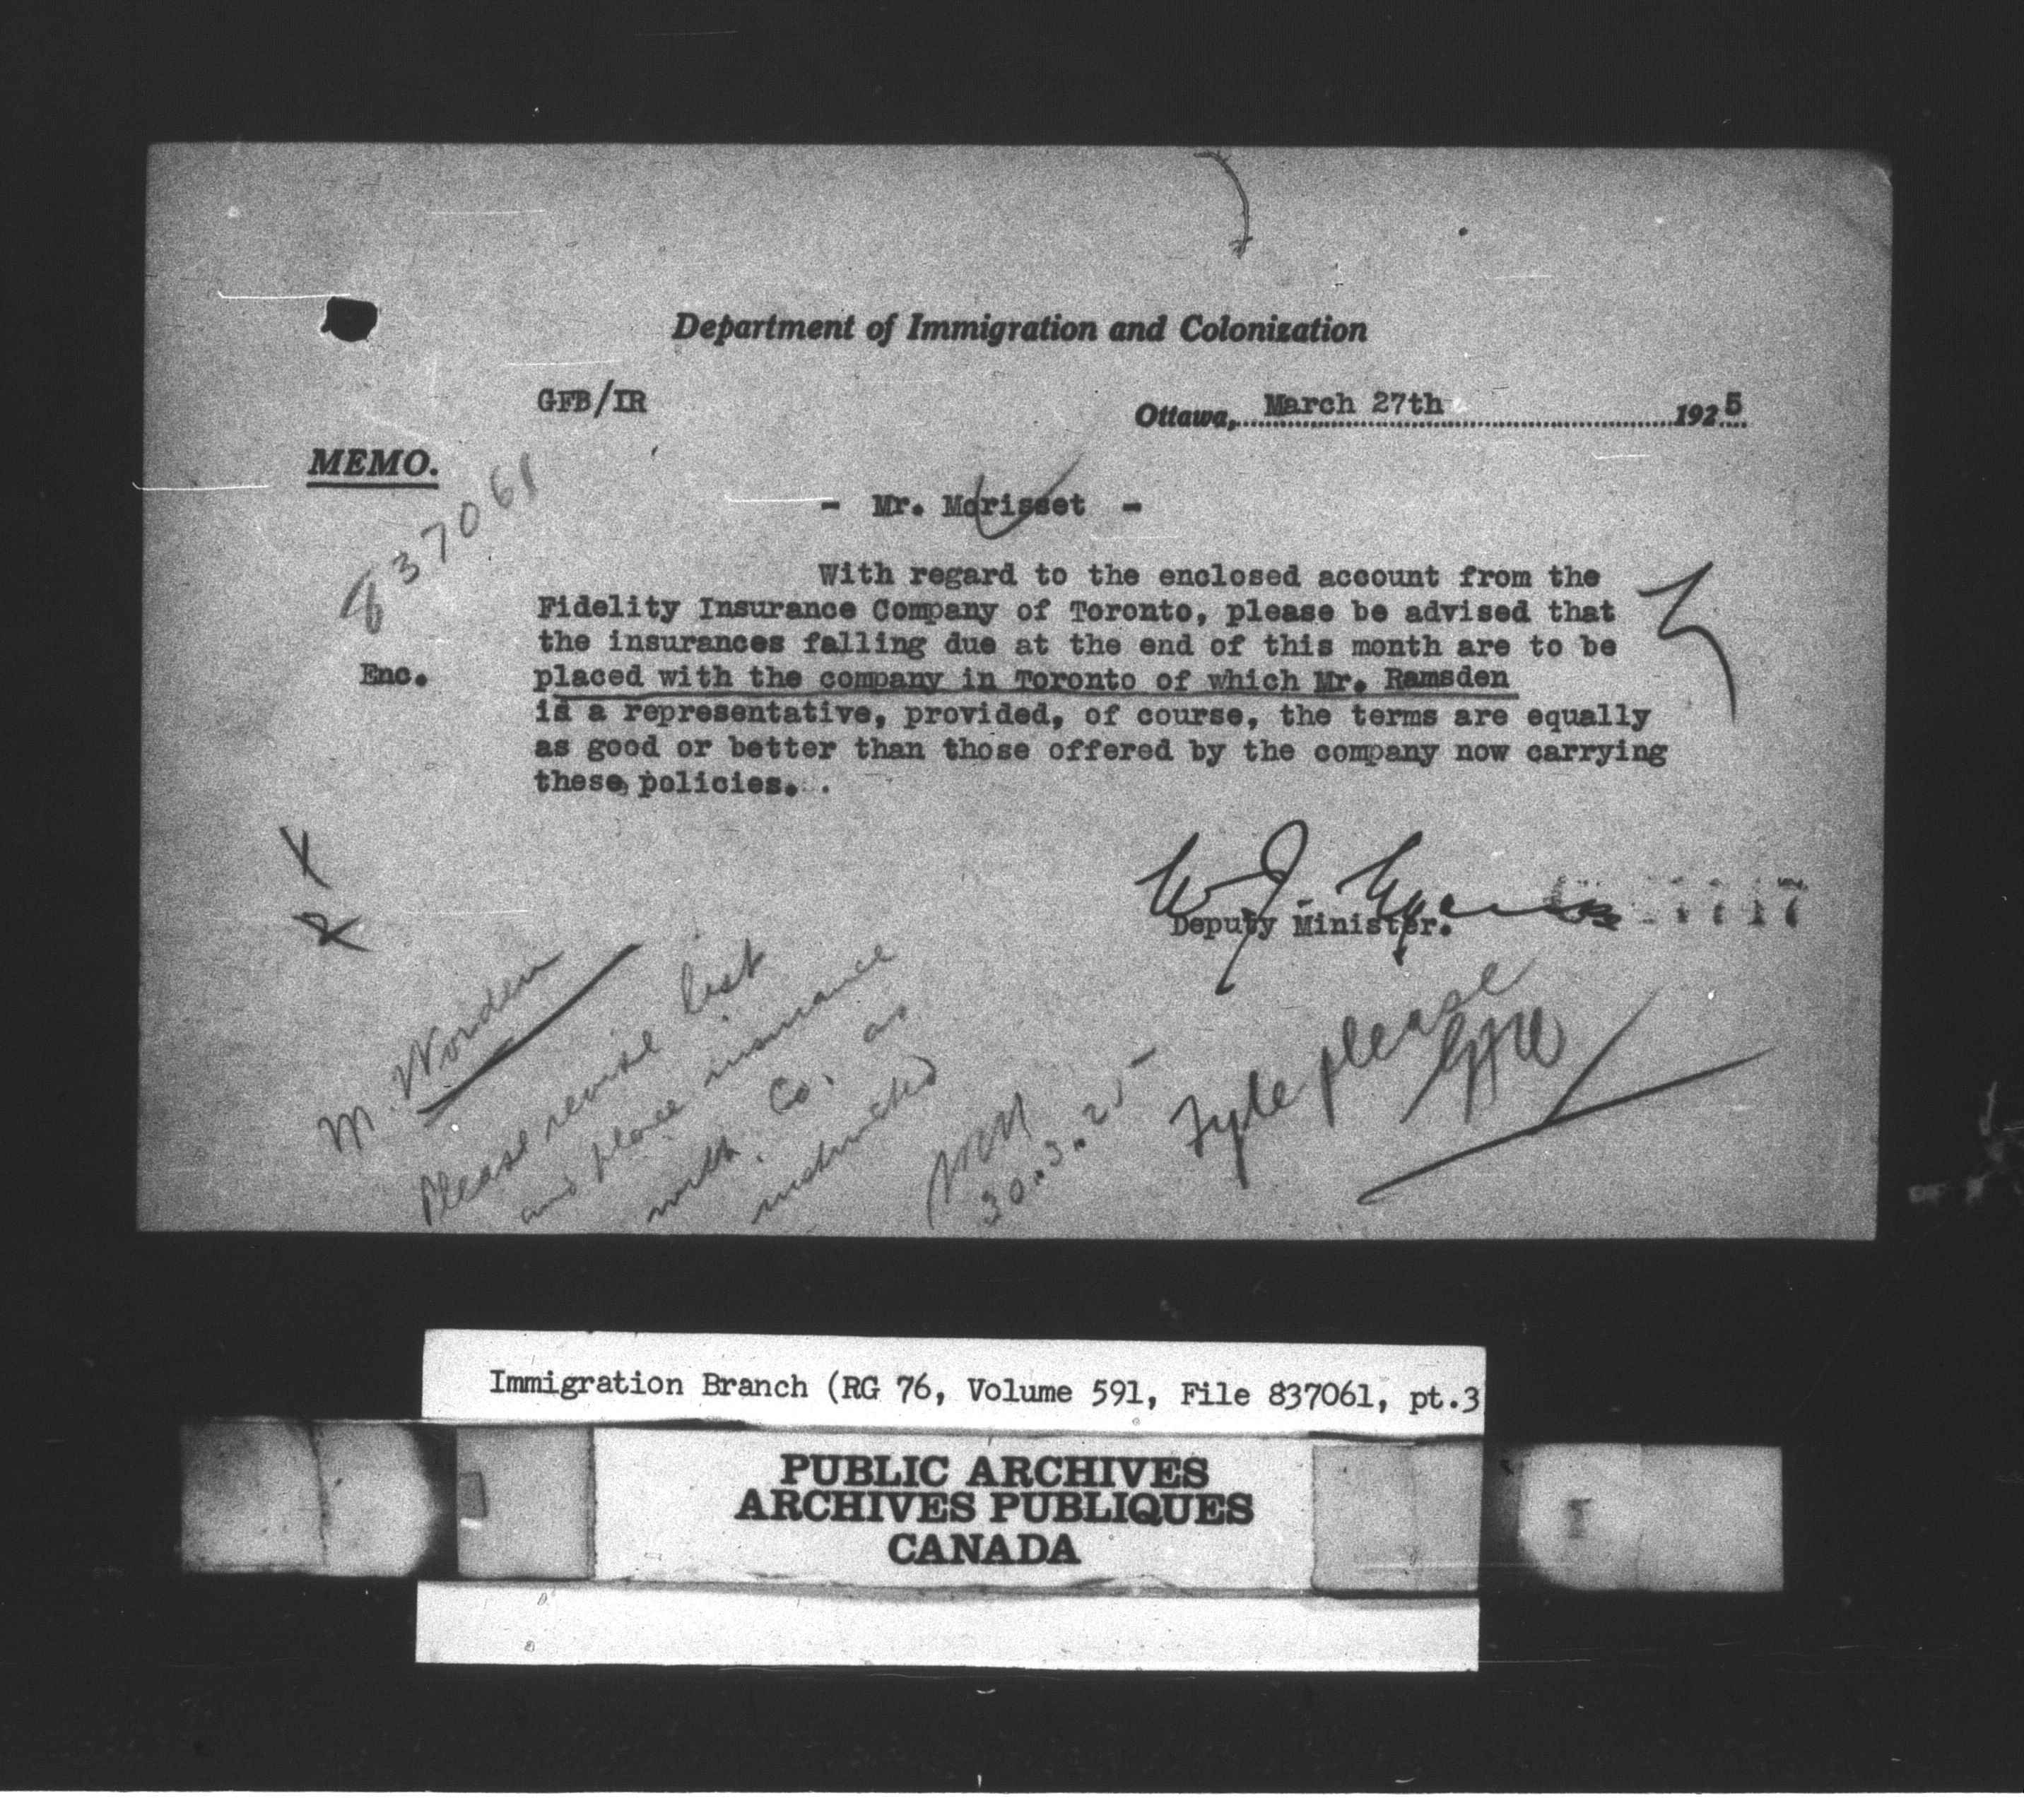 Department of Immigration and Colonization
GFB/IR
Ottawa, March 27th 1925
MEMO.
837061
- Mr. Morisset -
With regard to the enclosed account from the
Fidelity Insurance Company of Toronto, please be advised that
the insurances falling due at the end of this month are to be
Enc.
placed with the company in Toronto of which Mr. Ramsden
is a representative, provided, of course, the terms are equally
as good or better than those offered by the company now carrying
these policies.
W.J. Egan
Deputy Minister.
M. Worden
Please revise list
and place insurance
with Co. as
instructed
30.3.25
Fyle please
Immigration Branch (RG 76, Volume 591, File 837061, pt.3
PUBLIC ARCHIVES
ARCHIVES PUBLIQUES
CANADA